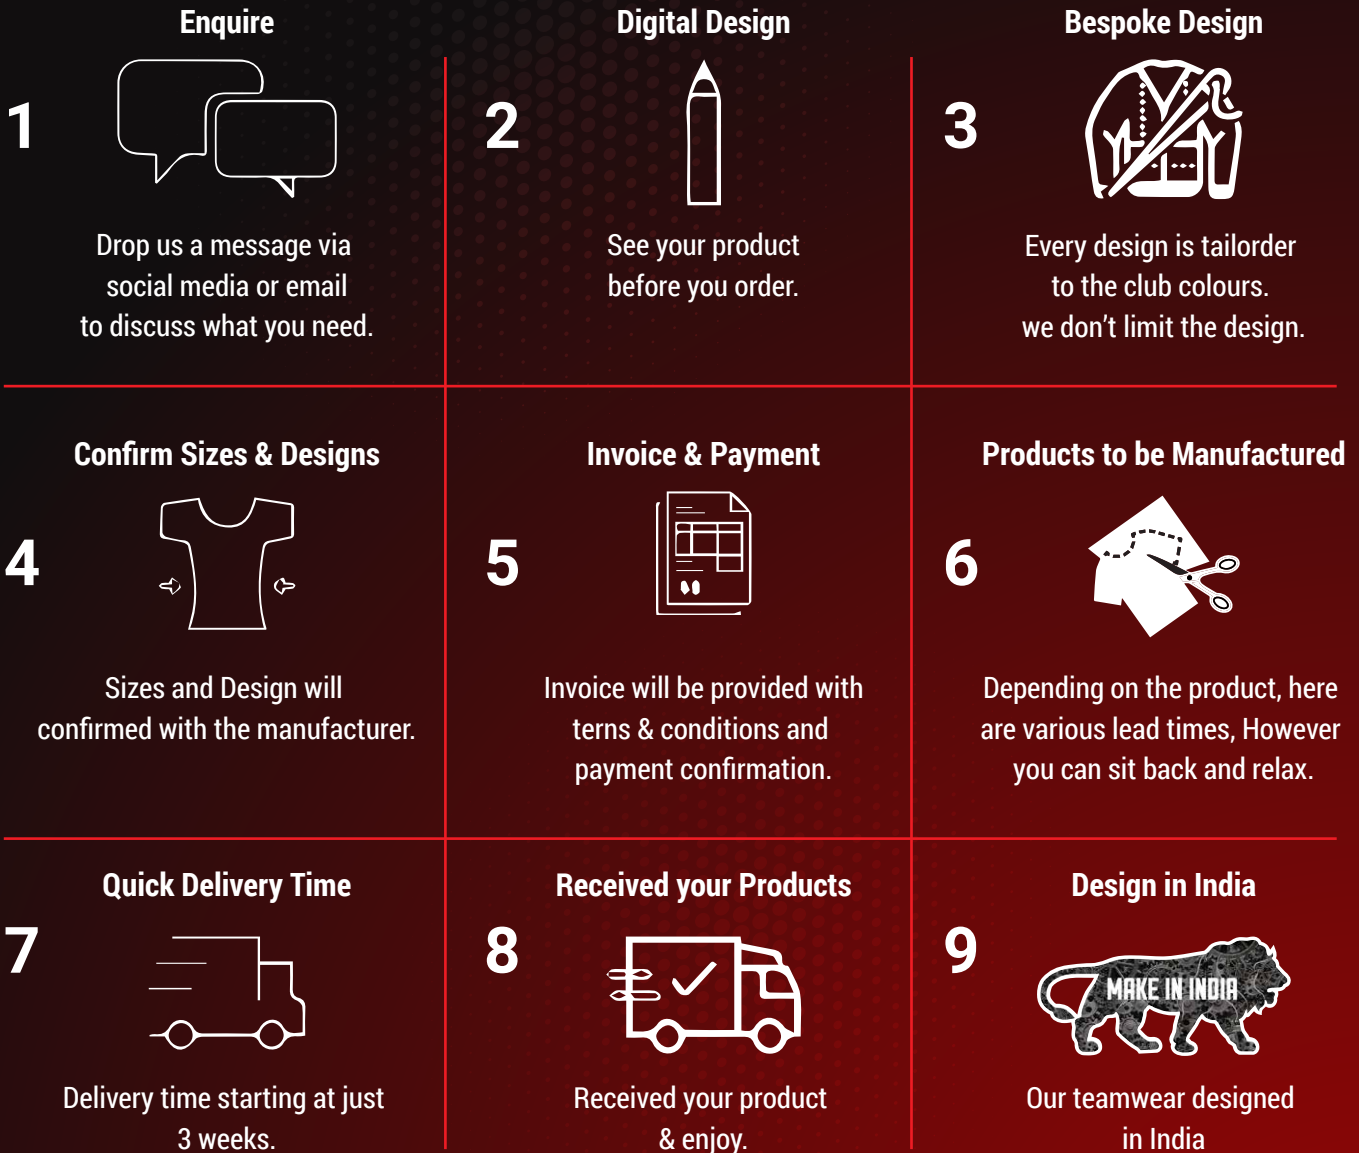 Enquire
1
Drop us a message via
social media or email
to discuss what you need.
Digital Design
2
See your product
before you order.
Bespoke Design
3
Every design is tailorder
to the club colours.
we don't limit the design.
Confirm Sizes & Designs
4
Sizes and Design will
confirmed with the manufacturer.
Invoice & Payment
5
Invoice will be provided with
terns & conditions and
payment confirmation.
Products to be Manufactured
6
Depending on the product, here
are various lead times, However
you can sit back and relax.
Quick Delivery Time
7
Delivery time starting at just
3 weeks.
Received your Products
8
Received your product
& enjoy.
Design in India
9
MAKE IN INDIA
Our teamwear designed
in India